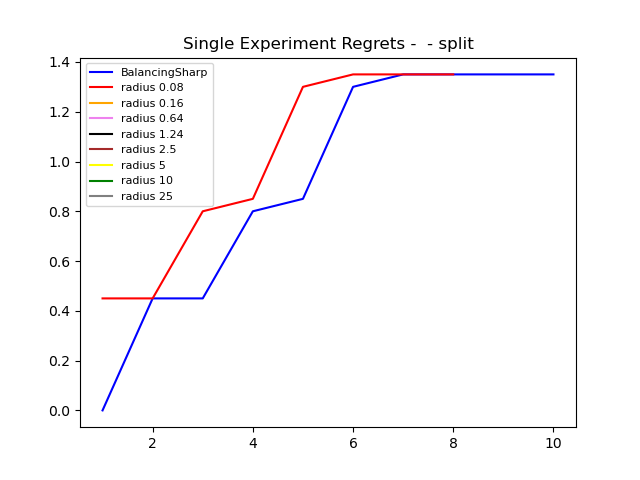 Single Experiment Regrets -  - split
BalancingSharp
radius 0.08
radius 0.16
radius 0.64
radius 1.24
radius 2.5
radius 5
radius 10
radius 25
1.4
1.2
1.0
0.8
0.6
0.4
0.2
0.0
2 4 6 8 10